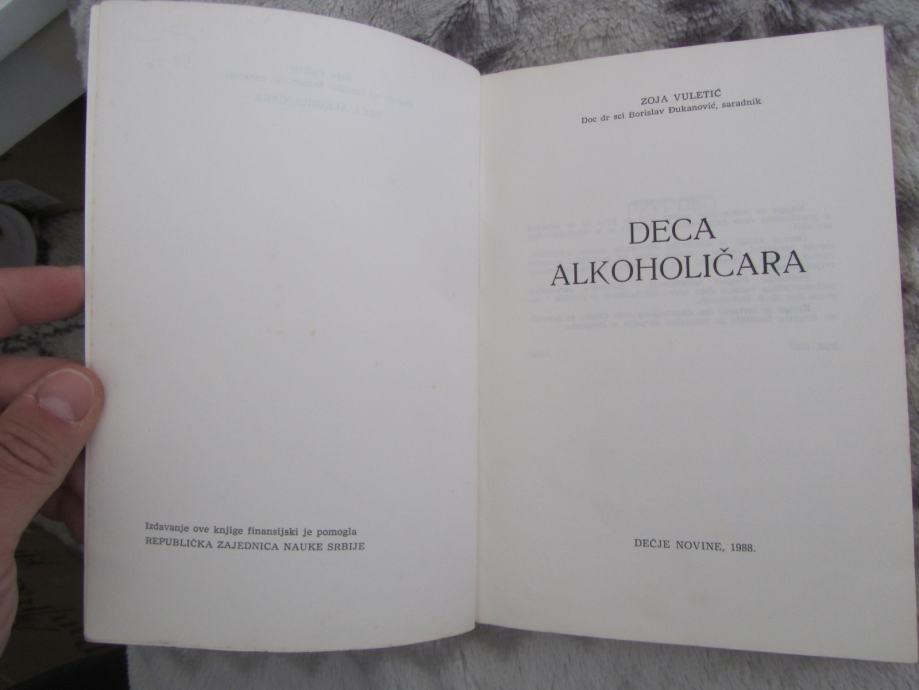 Izdavanje ove knjige finansijski je pomogla
REPUBLIČKA ZAJEDNICA NAUKE SRBIJE
ZOJA VULETIĆ
Doc dr sci Borislav Đukanović, saradnik
DECA
ALKOHOLIČARA
DEČJE NOVINE, 1988.